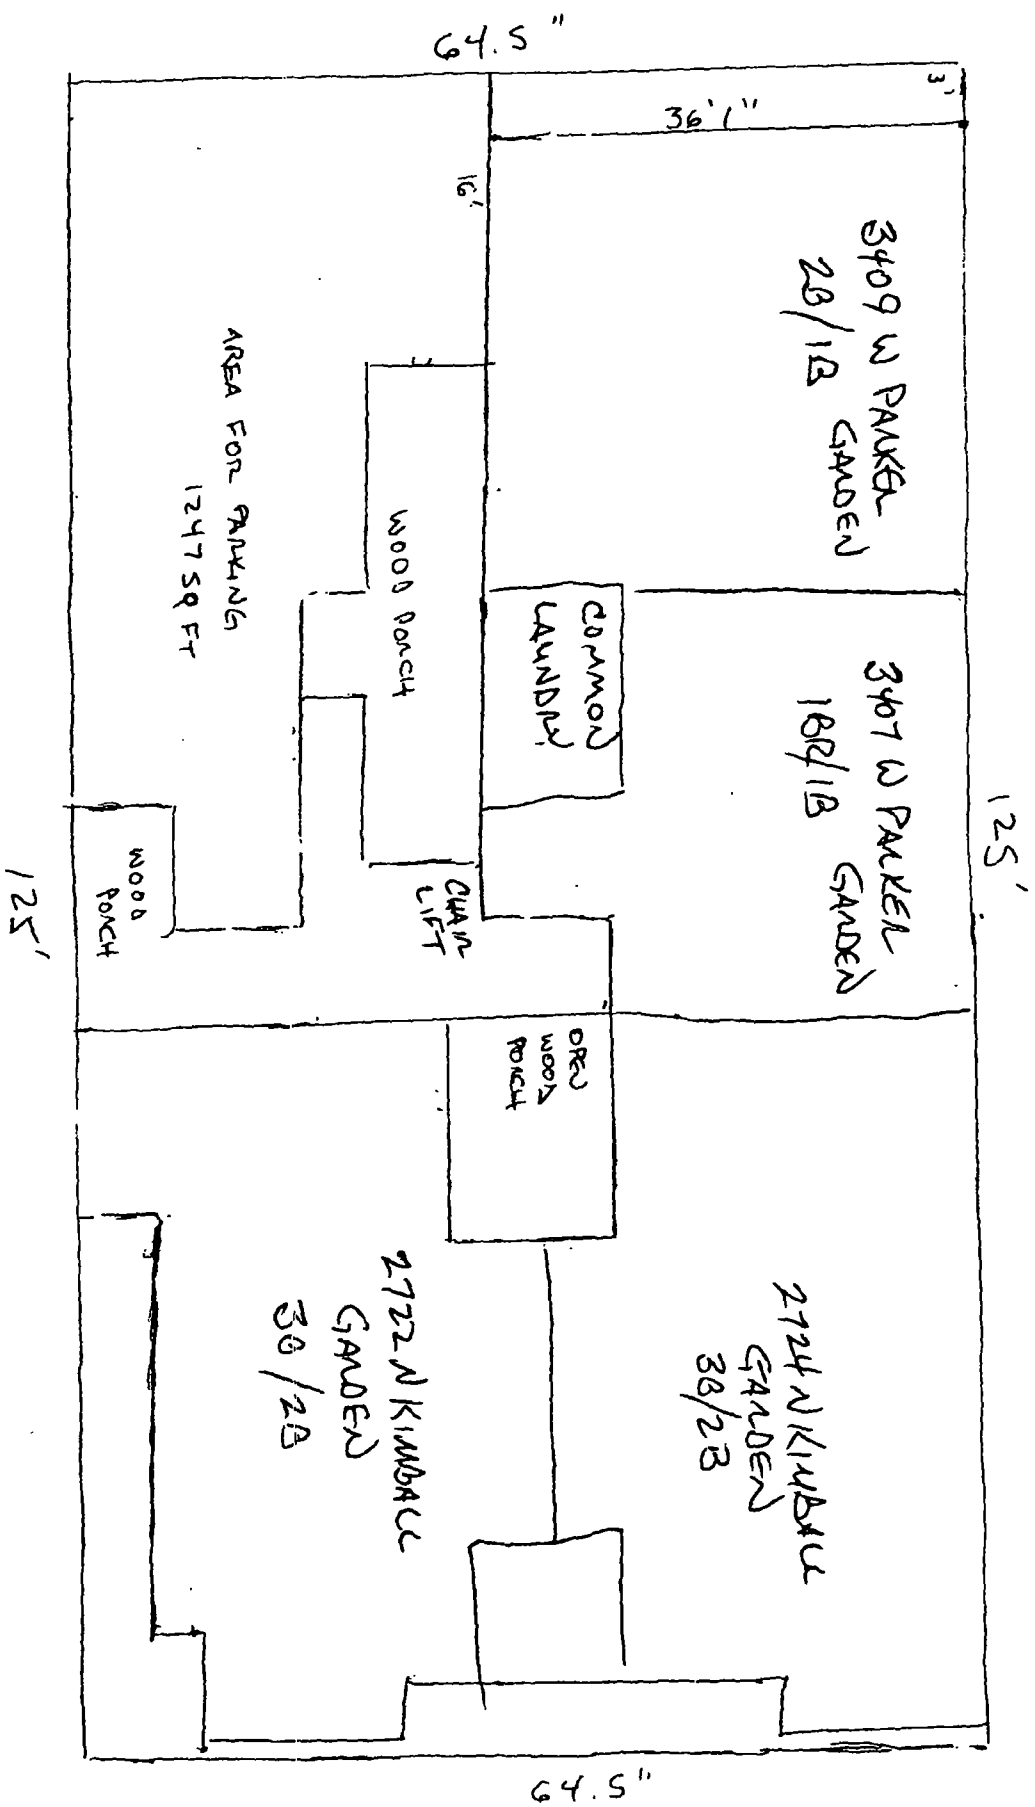 64.5"
3'
36'1"
16'
3409 W PARKER
2B/1B GARDEN
AREA FOR PARKING
1247 SQ FT
WOOD PORCH
COMMON
LAUNDRY
3407 W PARKER
1BR/1B GARDEN
125'
WOOD
PORCH
125'
CHAIR
LIFT
OPEN
WOOD
PORCH
2722 N KIMBALL
GARDEN
3B/2B
2724 N KIMBALL
GARDEN
3B/2B
64.5"